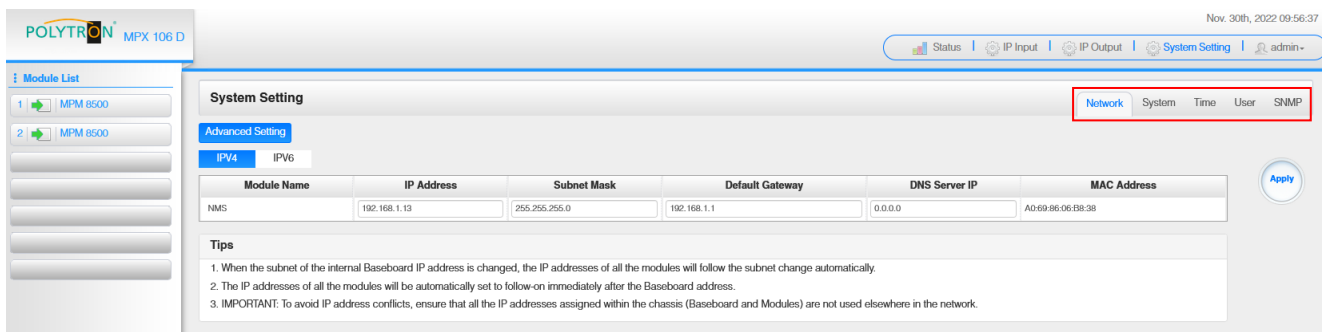 Nov. 30th, 2022 09:56:37
POLYTRON MPX 106 D
Status IP Input IP Output System Setting admin
Module List
1 MPM 8500
2 MPM 8500
System Setting
Network System Time User SNMP
Advanced Setting
IPV4 IPV6
Module Name IP Address Subnet Mask Default Gateway DNS Server IP MAC Address
NMS 192.168.1.13 255.255.255.0 192.168.1.1 0.0.0.0 A0:69:86:06:B8:38
Apply
Tips
1. When the subnet of the internal Baseboard IP address is changed, the IP addresses of all the modules will follow the subnet change automatically.
2. The IP addresses of all the modules will be automatically set to follow-on immediately after the Baseboard address.
3. IMPORTANT: To avoid IP address conflicts, ensure that all the IP addresses assigned within the chassis (Baseboard and Modules) are not used elsewhere in the network.